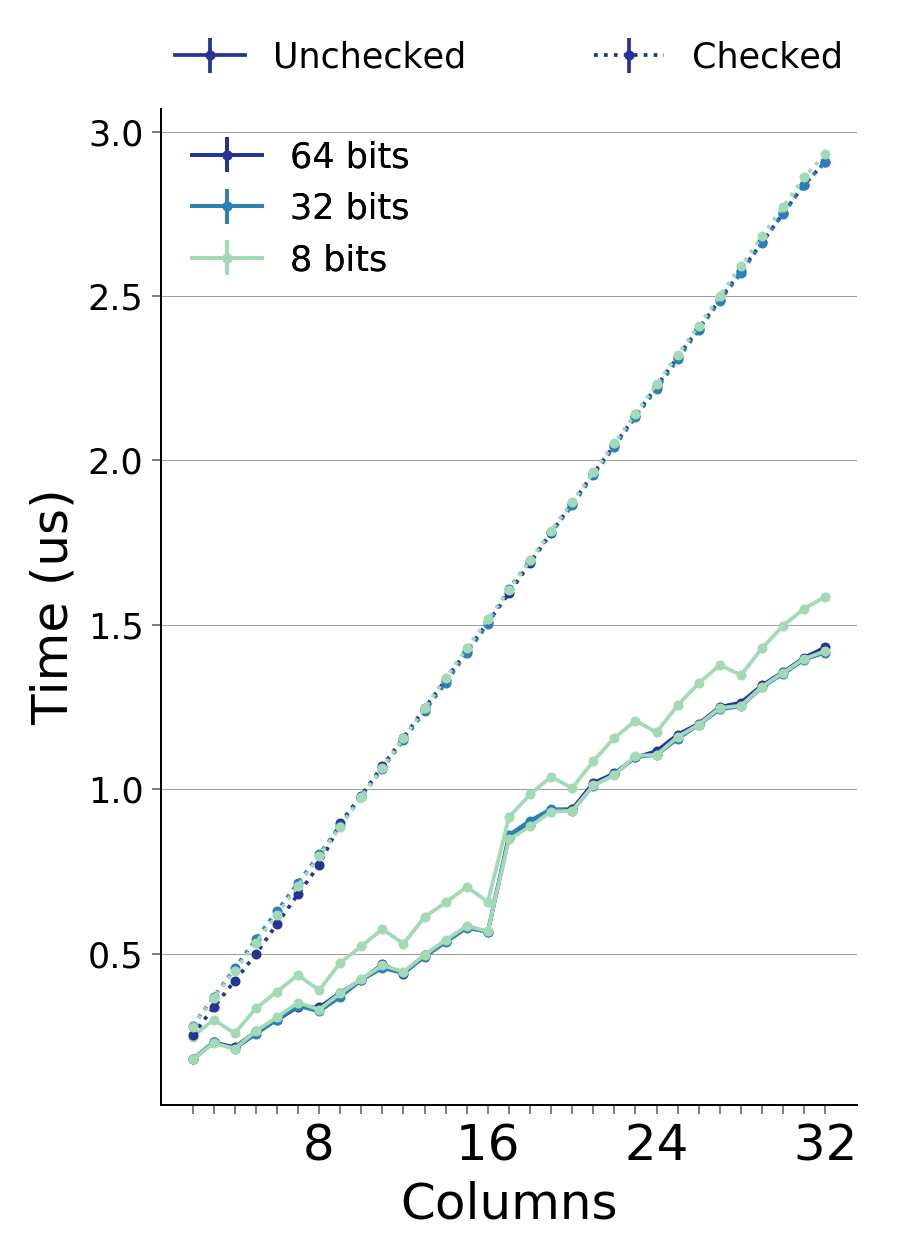 Unchecked Checked
3.0
64 bits
32 bits
8 bits
2.5
2.0
1.5
1.0
0.5
Time (us)
8 16 24 32
Columns